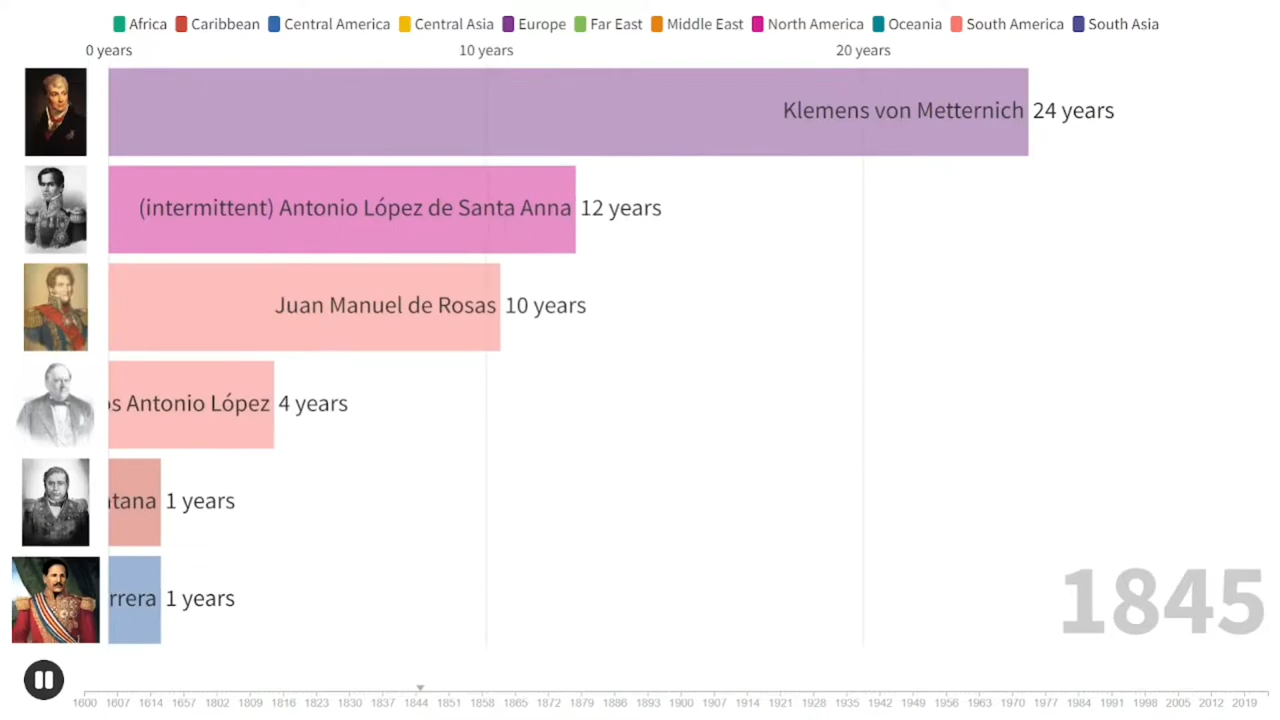 Africa Caribbean Central America Central Asia Europe Far East Middle East North America Oceania South America South Asia
0 years 10 years 20 years
Klemens von Metternich 24 years
(intermittent) Antonio López de Santa Anna 12 years
Juan Manuel de Rosas 10 years
os Antonio López 4 years
ntana 1 years
rrera 1 years
1845
1600 1607 1614 1657 1802 1809 1816 1823 1830 1837 1844 1851 1858 1865 1872 1879 1886 1893 1900 1907 1914 1921 1928 1935 1942 1949 1956 1963 1970 1977 1984 1991 1998 2005 2012 2019